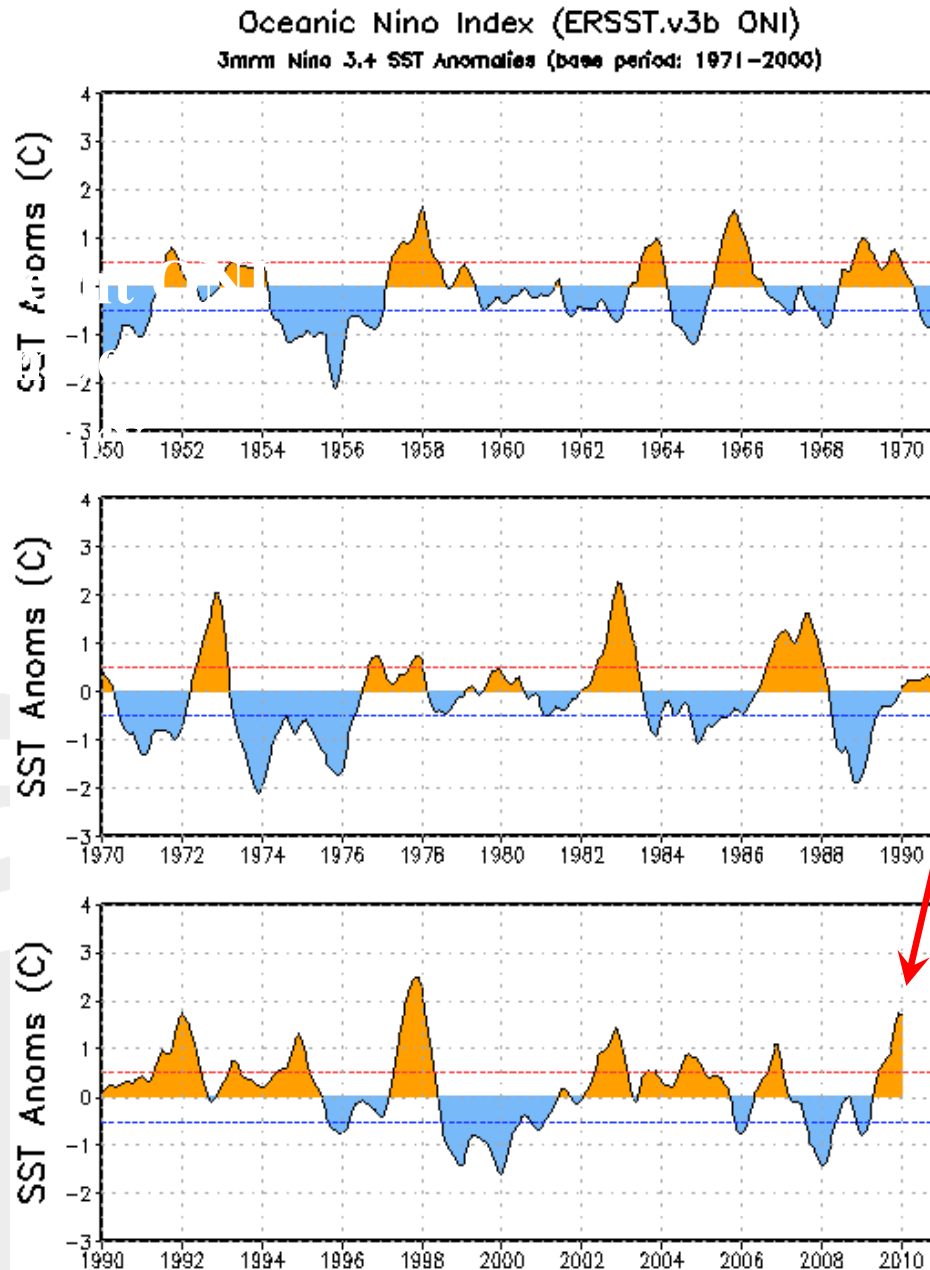 Oceanic Nino Index (ERSST.v3b ONI)
3mrm Nino 3.4 SST Anomalies (base period: 1971-2000)
SST Anoms (C)
4
3
2
1
-1
-2
1952 1954 1956 1958 1960 1962 1964 1966 1968 1970
ONI
SST Anoms (C)
4
3
2
1
0
-1
-2
-3
1970 1972 1974 1976 1978 1980 1982 1984 1986 1988 1990
SST Anoms (C)
4
3
2
1
0
-1
-2
-3
1990 1992 1994 1996 1998 2000 2002 2004 2006 2008 2010